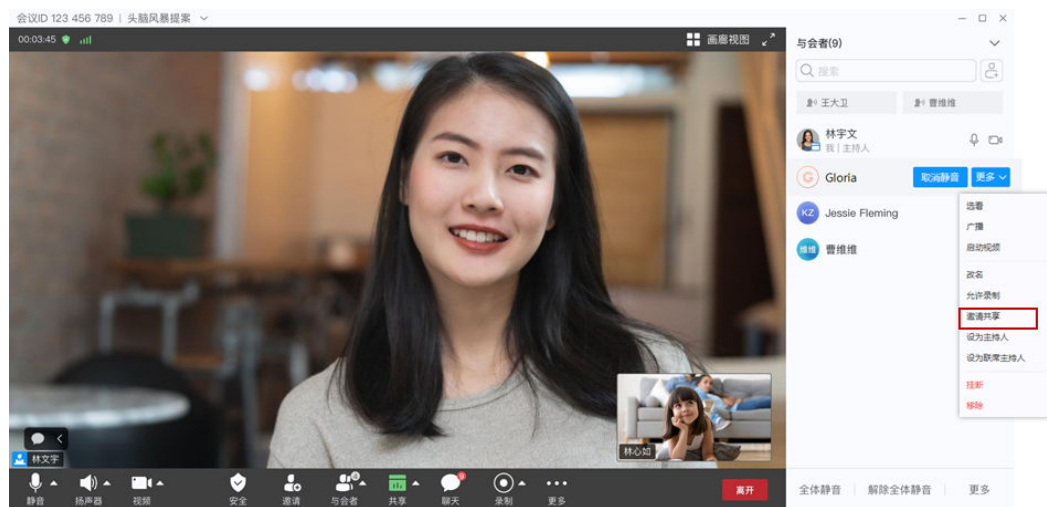 会议ID 123 456 789 | 头脑风暴提案
00:03:45
画廊视图
与会者(9)
搜索
王大卫 曹维维
林宇文
我 | 主持人
Gloria 取消静音 更多
KZ Jessie Fleming
维维 曹维维
选看
广播
启动视频
改名
允许录制
邀请共享
设为主持人
设为联席主持人
挂断
移除
林文宇
林心如
静音 扬声器 视频 安全 邀请 与会者 共享 聊天 录制 更多 离开
全体静音 解除全体静音 更多